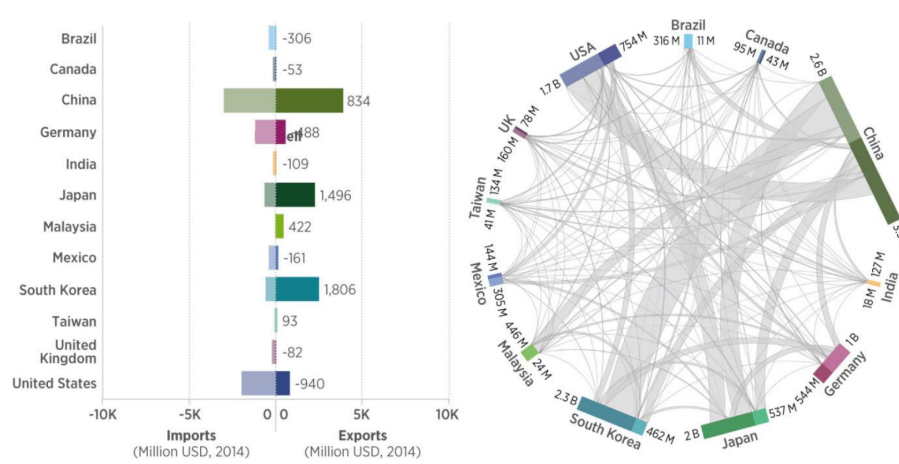 Brazil
-306
Canada
-53
China
834
Germany
-488
ell
India
-109
Japan
1,496
Malaysia
422
Mexico
-161
South Korea
1,806
Taiwan
93
United
Kingdom
-82
United States
-940
-10K
-5K
0
0
5K
10K
Imports
(Million USD, 2014)
Exports
(Million USD, 2014)
Brazil
316 M
11 M
Canada
95 M
43 M
2.6 B
China
India
127 M
18 M
Germany
1 B
544 M
Japan
537 M
2 B
South Korea
462 M
2.3 B
Malaysia
24 M
446 M
Mexico
305 M
144 M
Taiwan
41 M
134 M
UK
160 M
78 M
USA
1.7 B
754 M